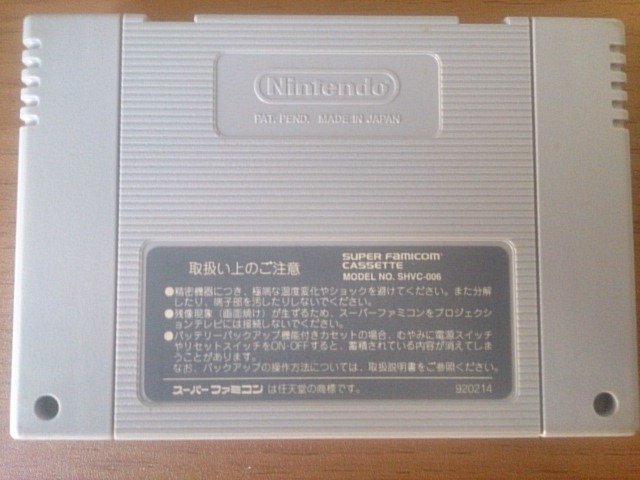 Nintendo
PAT. PEND. MADE IN JAPAN
取扱い上のご注意
SUPER FAMICOM
CASSETTE
MODEL NO. SHVC-006
●精密機器につき、極端な温度変化やショックを避けてください。また分解
したり、端子部を汚したりしないでください。
●残像現象(画面焼け)が生ずるため、スーパーファミコンをプロジェクシ
ョンテレビには接続しないでください。
●バッテリーバックアップ機能付きカセットの場合、むやみに電源スイッチ
やリセットスイッチをON・OFFすると、蓄積されている内容が消えてしま
うことがあります。
なお、バックアップの操作方法については、取扱説明書をご参照ください。
スーパーファミコン は任天堂の商標です。
920214